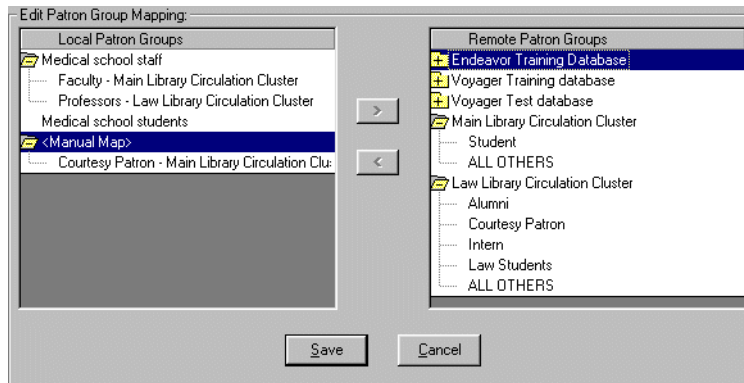 Edit Patron Group Mapping:
Local Patron Groups
Medical school staff
Faculty - Main Library Circulation Cluster
Professors - Law Library Circulation Cluster
Medical school students
<Manual Map>
Courtesy Patron - Main Library Circulation Clu
>
<
Remote Patron Groups
Endeavor Training Database
Voyager Training database
Voyager Test database
Main Library Circulation Cluster
Student
ALL OTHERS
Law Library Circulation Cluster
Alumni
Courtesy Patron
Intern
Law Students
ALL OTHERS
Save
Cancel